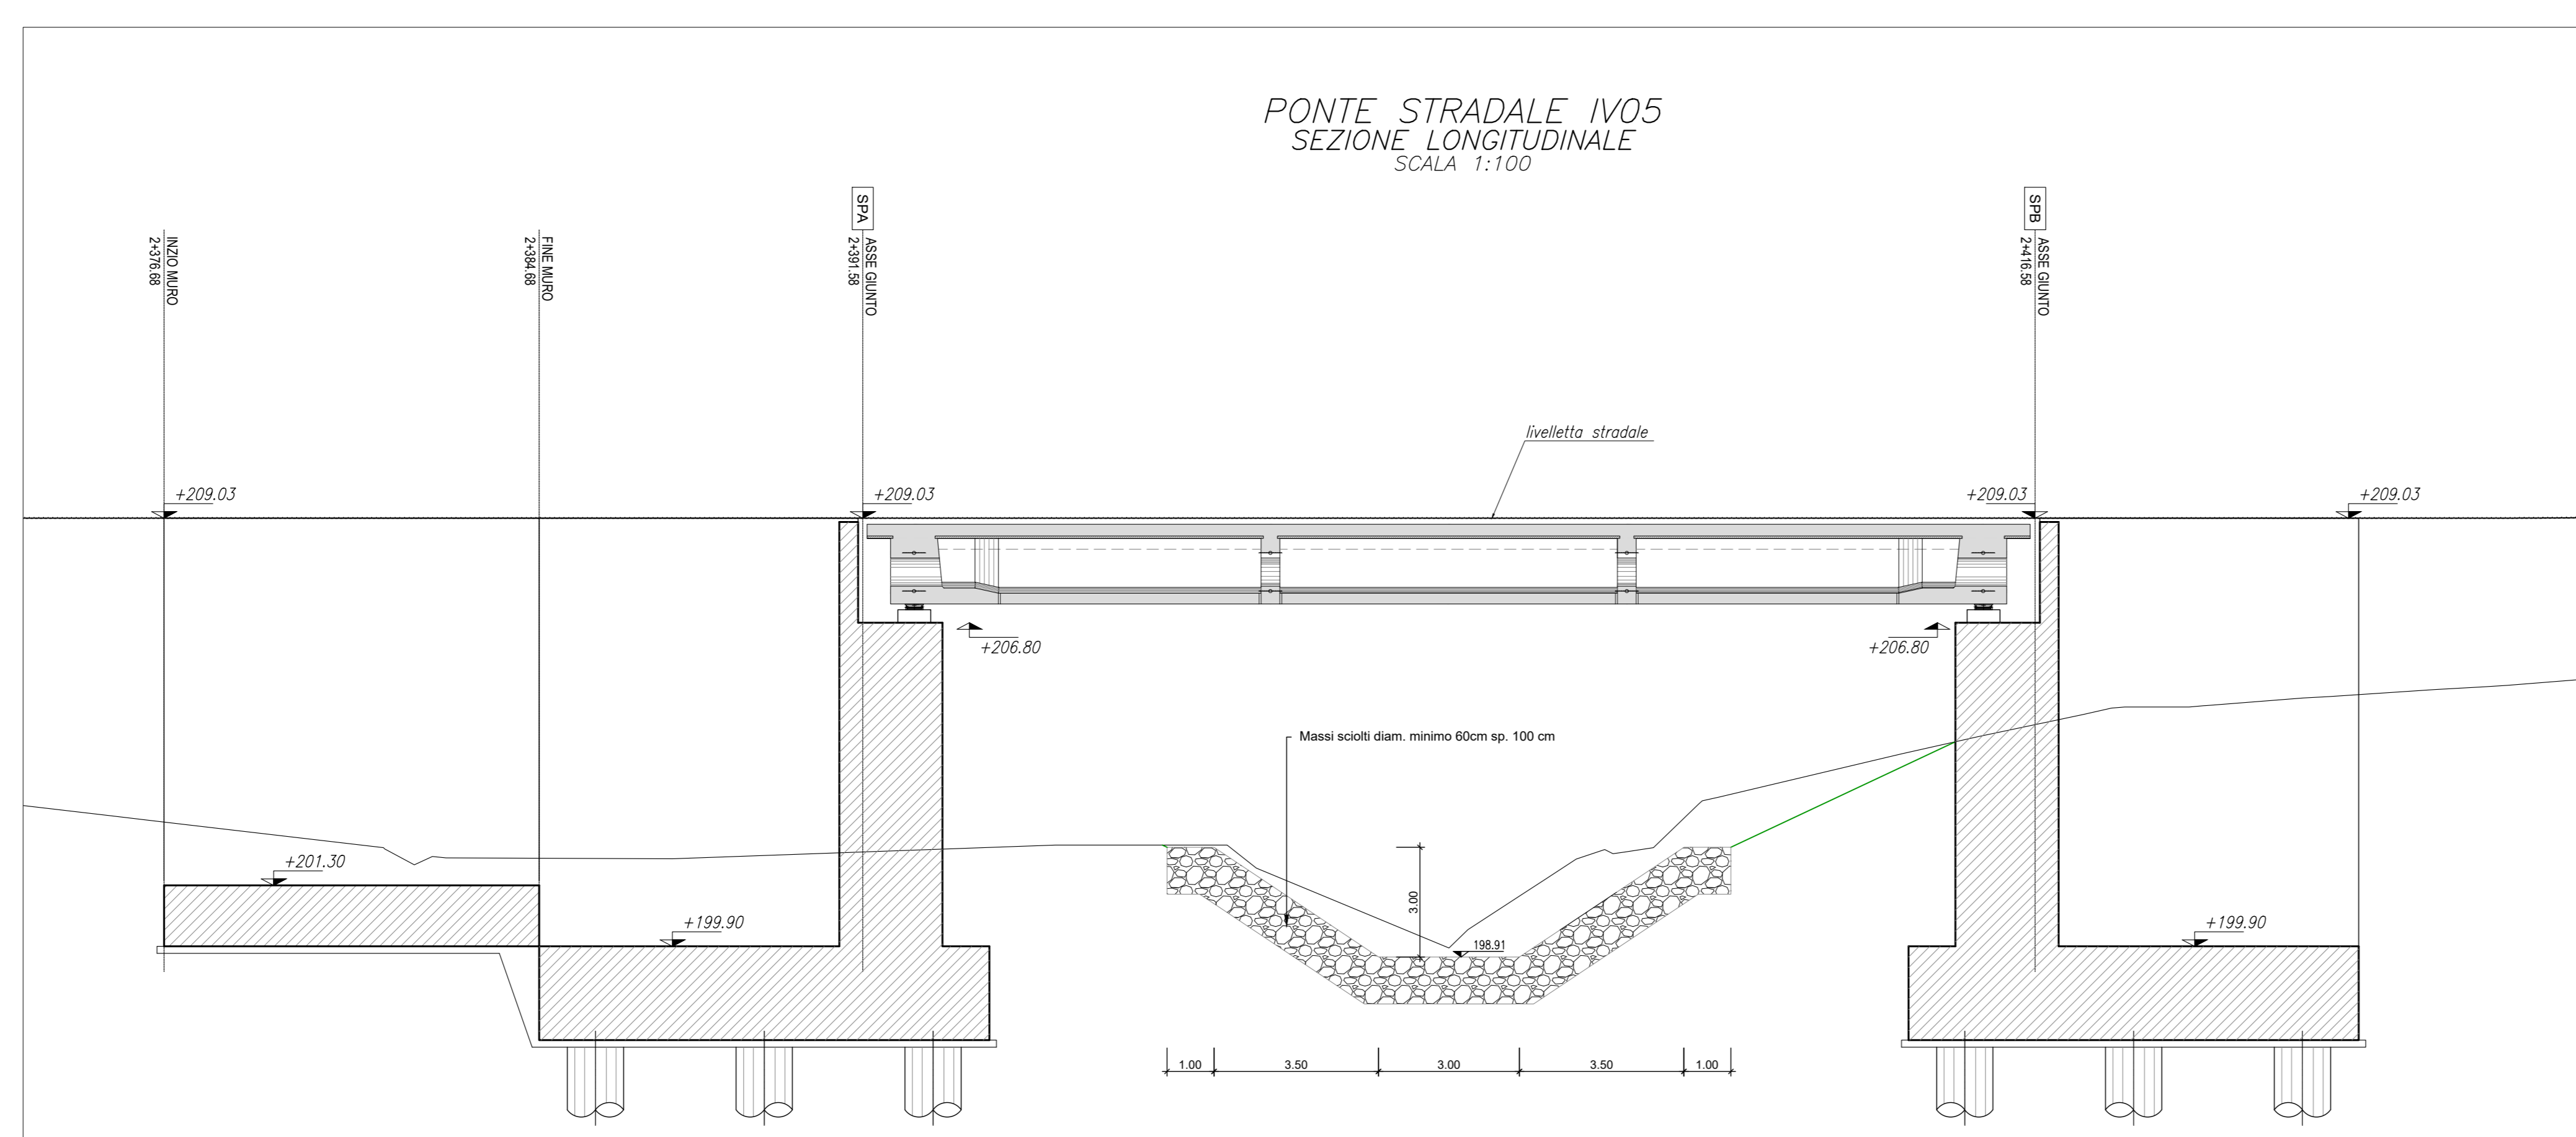 PONTE STRADALE IV05
SEZIONE LONGITUDINALE
SCALA 1:100
INZIO MURO
2+376.68
FINE MURO
2+384.68
SPA
ASSE GIUNTO
2+391.58
SPB
ASSE GIUNTO
2+416.58
livelletta stradale
+209.03
+209.03
+209.03
+209.03
+206.80
+206.80
Massi sciolti diam. minimo 60cm sp. 100 cm
+201.30
+199.90
3.00
198.91
+199.90
1.00
3.50
3.00
3.50
1.00